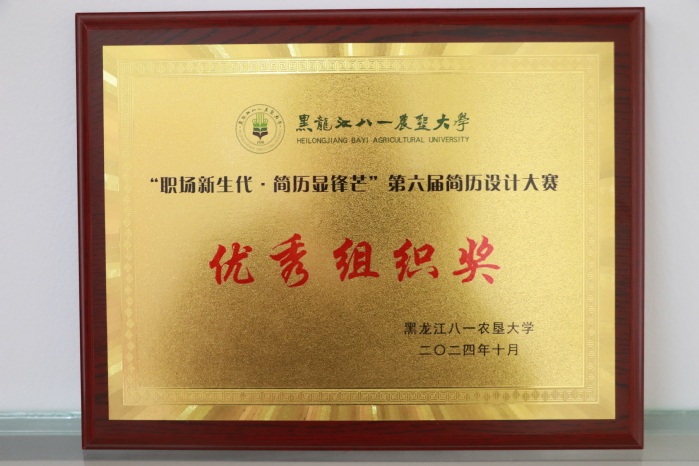 黑龍江八一農墾大學
HEILONGJIANG BAYI AGRICULTURAL UNIVERSITY
“职场新生代·简历显锋芒”第六届简历设计大赛
优秀组织奖
黑龙江八一农垦大学
二〇二四年十月